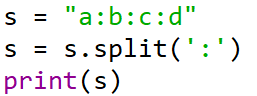 s = "a:b:c:d"
s = s.split(':')
print(s)